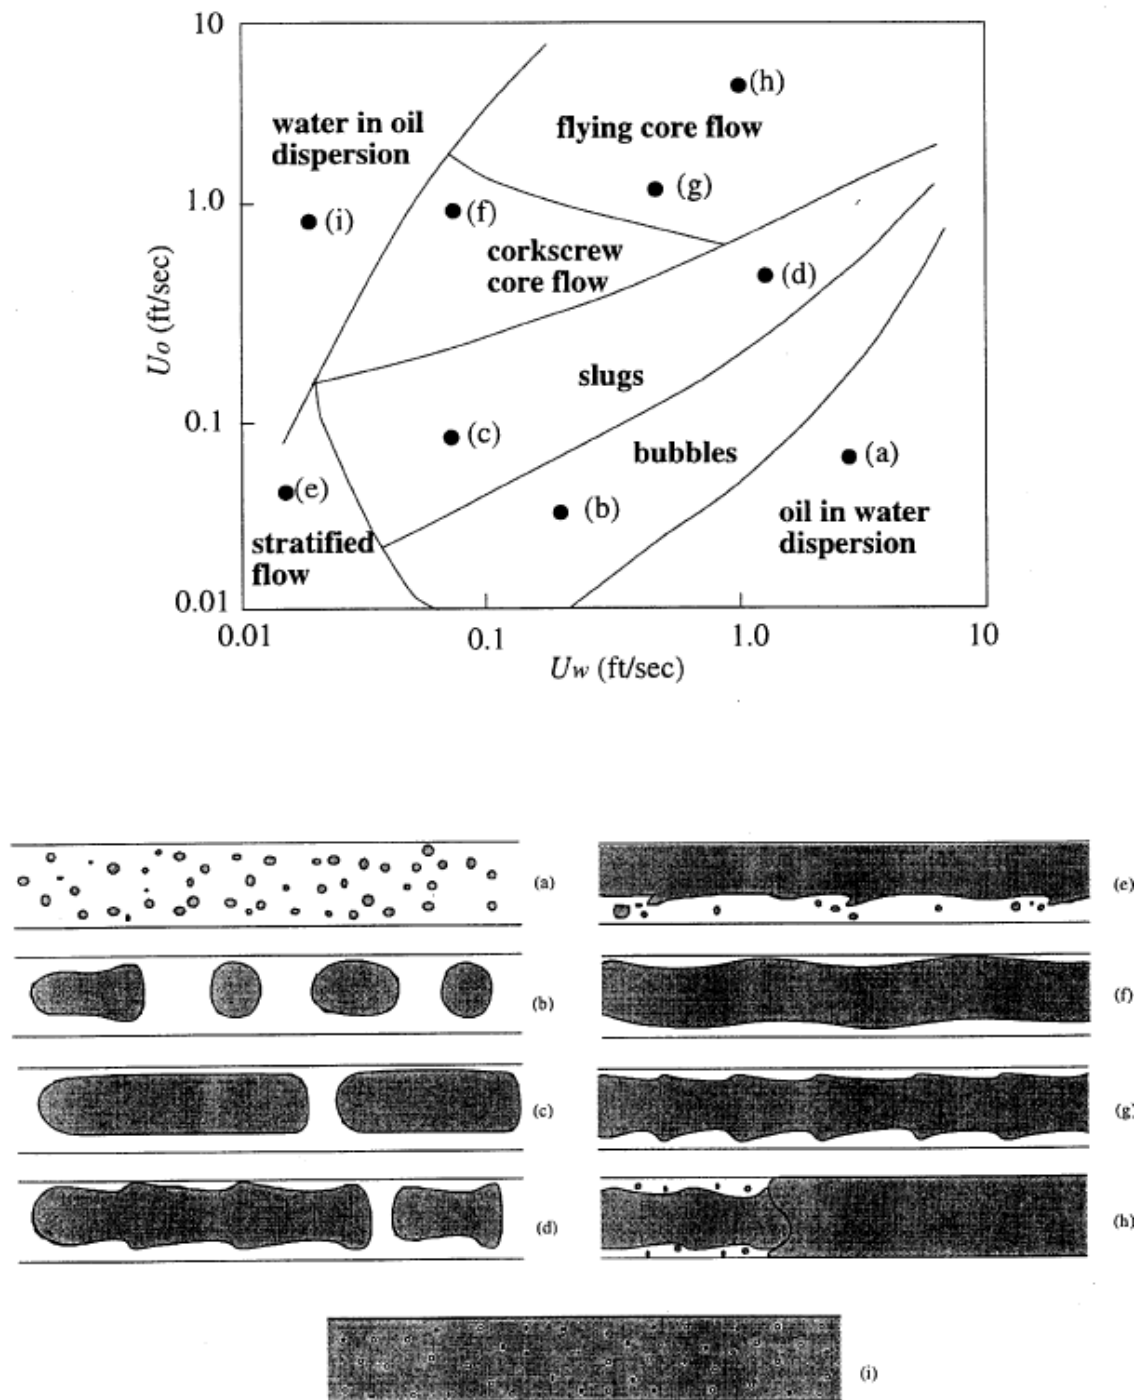 10
water in oil
dispersion
(h)
flying core flow
(g)
1.0
(i)
(f)
corkscrew
core flow
(d)
Uo (ft/sec)
slugs
0.1
(c)
bubbles
(a)
(e)
(b)
oil in water
dispersion
stratified
flow
0.01
0.01
0.1
1.0
10
Uw (ft/sec)
(a)
(b)
(c)
(d)
(e)
(f)
(g)
(h)
(i)